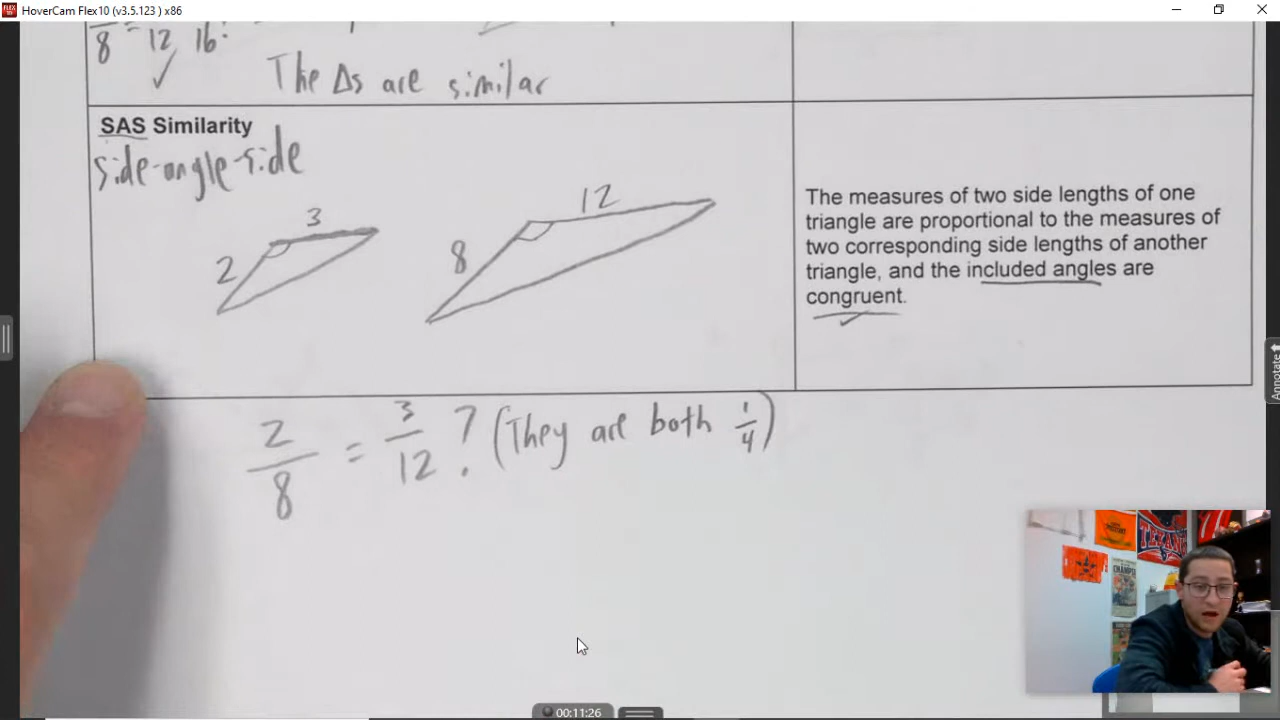 HoverCam Flex10 (v3.5.123 ) x86
8 = 12 16?
The Δs are similar
SAS Similarity
side-angle-side
3
2
12
8
The measures of two side lengths of one
triangle are proportional to the measures of
two corresponding side lengths of another
triangle, and the included angles are
congruent.
2/8 = 3/12 ? (They are both 1/4)
Annotate
TEXANS
00:11:26